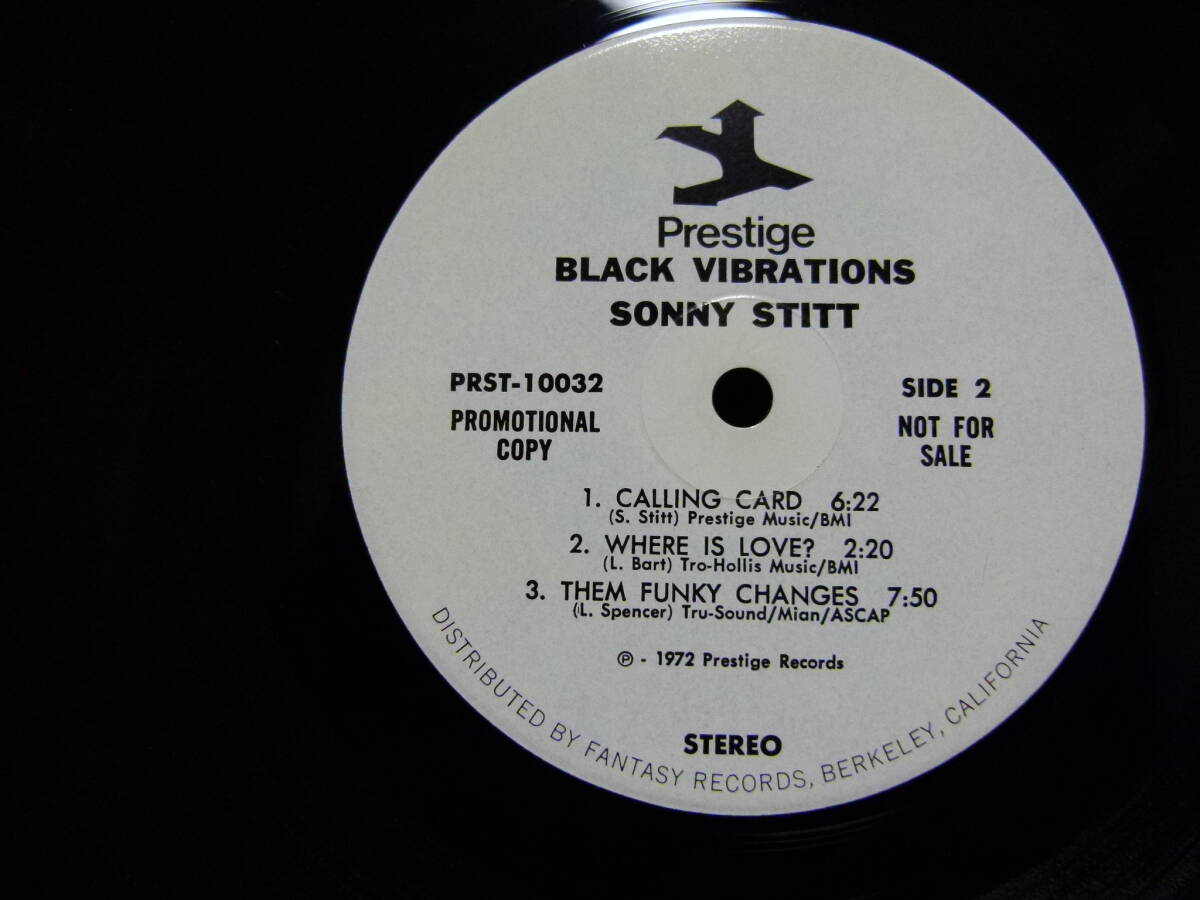 Prestige
BLACK VIBRATIONS
SONNY STITT
PRST-10032
PROMOTIONAL
COPY
SIDE 2
NOT FOR
SALE
1. CALLING CARD 6:22
(S. Stitt) Prestige Music/BMI
2. WHERE IS LOVE? 2:20
(L. Bart) Tro-Hollis Music/BMI
3. THEM FUNKY CHANGES 7:50
(L. Spencer) Tru-Sound/Mian/ASCAP
℗ - 1972 Prestige Records
STEREO
DISTRIBUTED BY FANTASY RECORDS, BERKELEY, CALIFORNIA